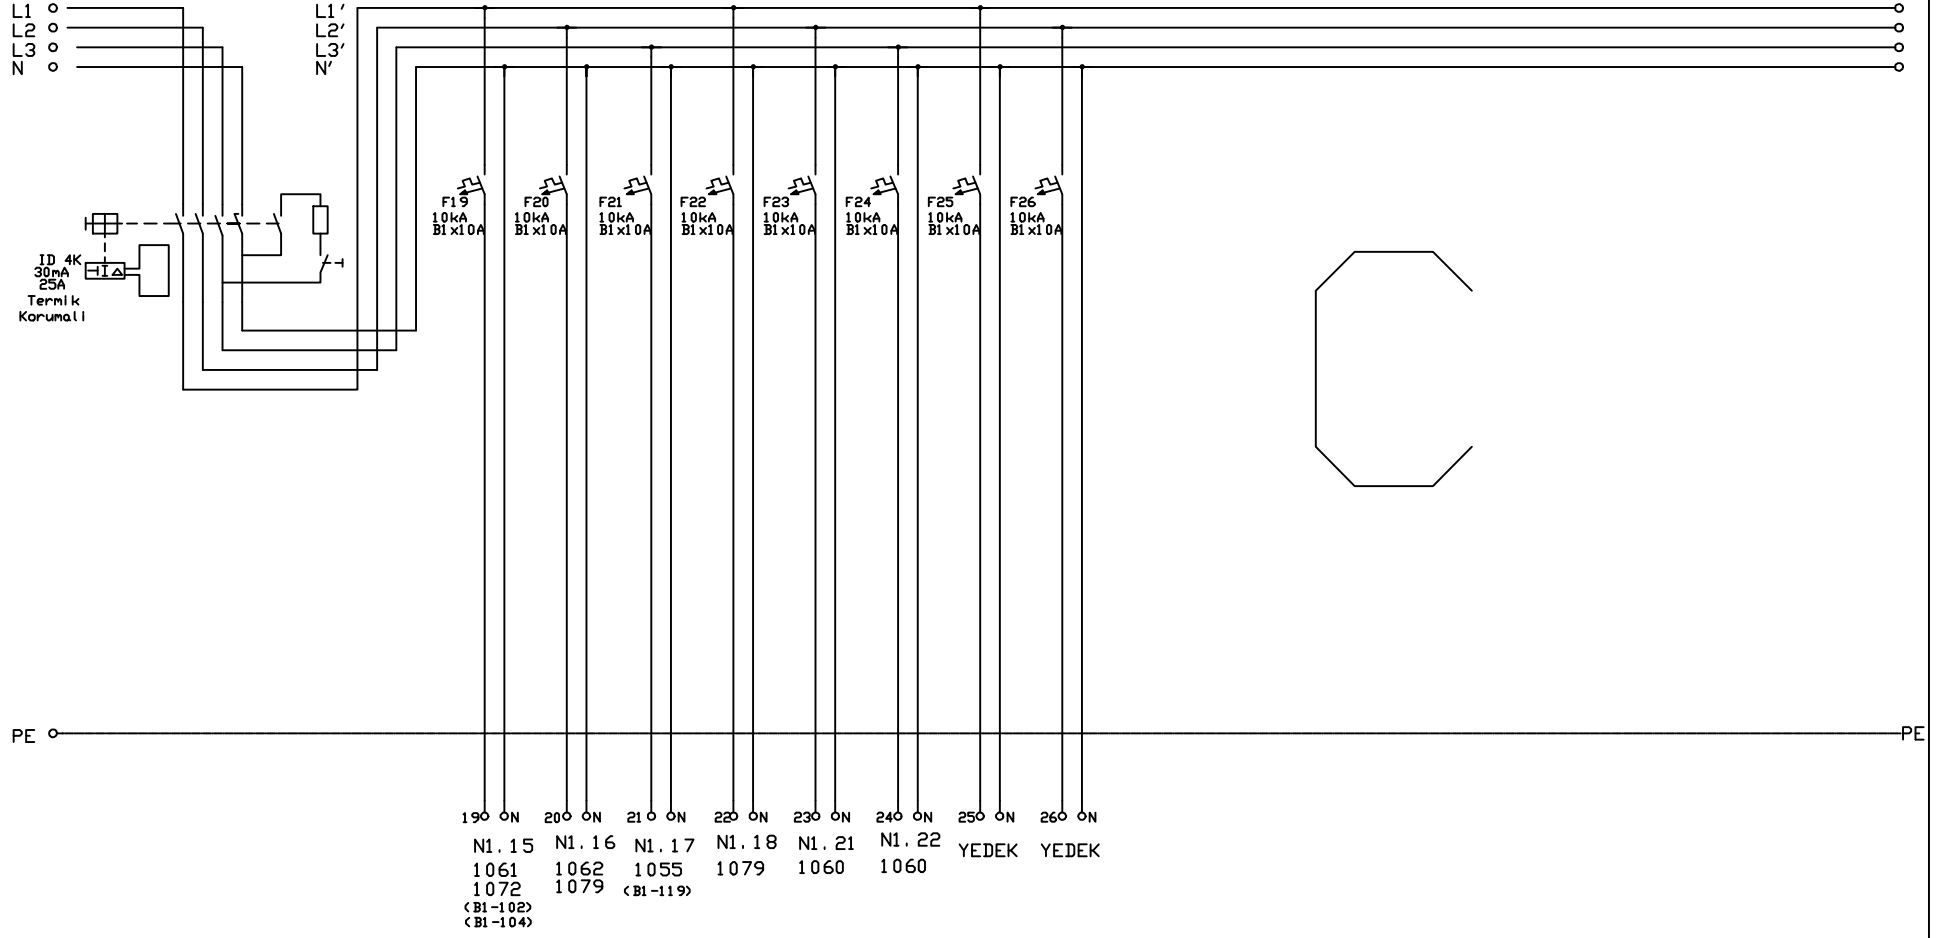 L1
L2
L3
N
L1'
L2'
L3'
N'
F19
10kA
B1x10A
F20
10kA
B1x10A
F21
10kA
B1x10A
F22
10kA
B1x10A
F23
10kA
B1x10A
F24
10kA
B1x10A
F25
10kA
B1x10A
F26
10kA
B1x10A
ID 4K
30mA
25A
Termik
Korumali
C
PE
PE
19 N
20 N
21 N
22 N
23 N
24 N
25 N
26 N
N1.15
1061
1072
(B1-102)
(B1-104)
N1.16
1062
1079
N1.17
1055
(B1-119)
N1.18
1079
N1.21
1060
N1.22
1060
YEDEK
YEDEK